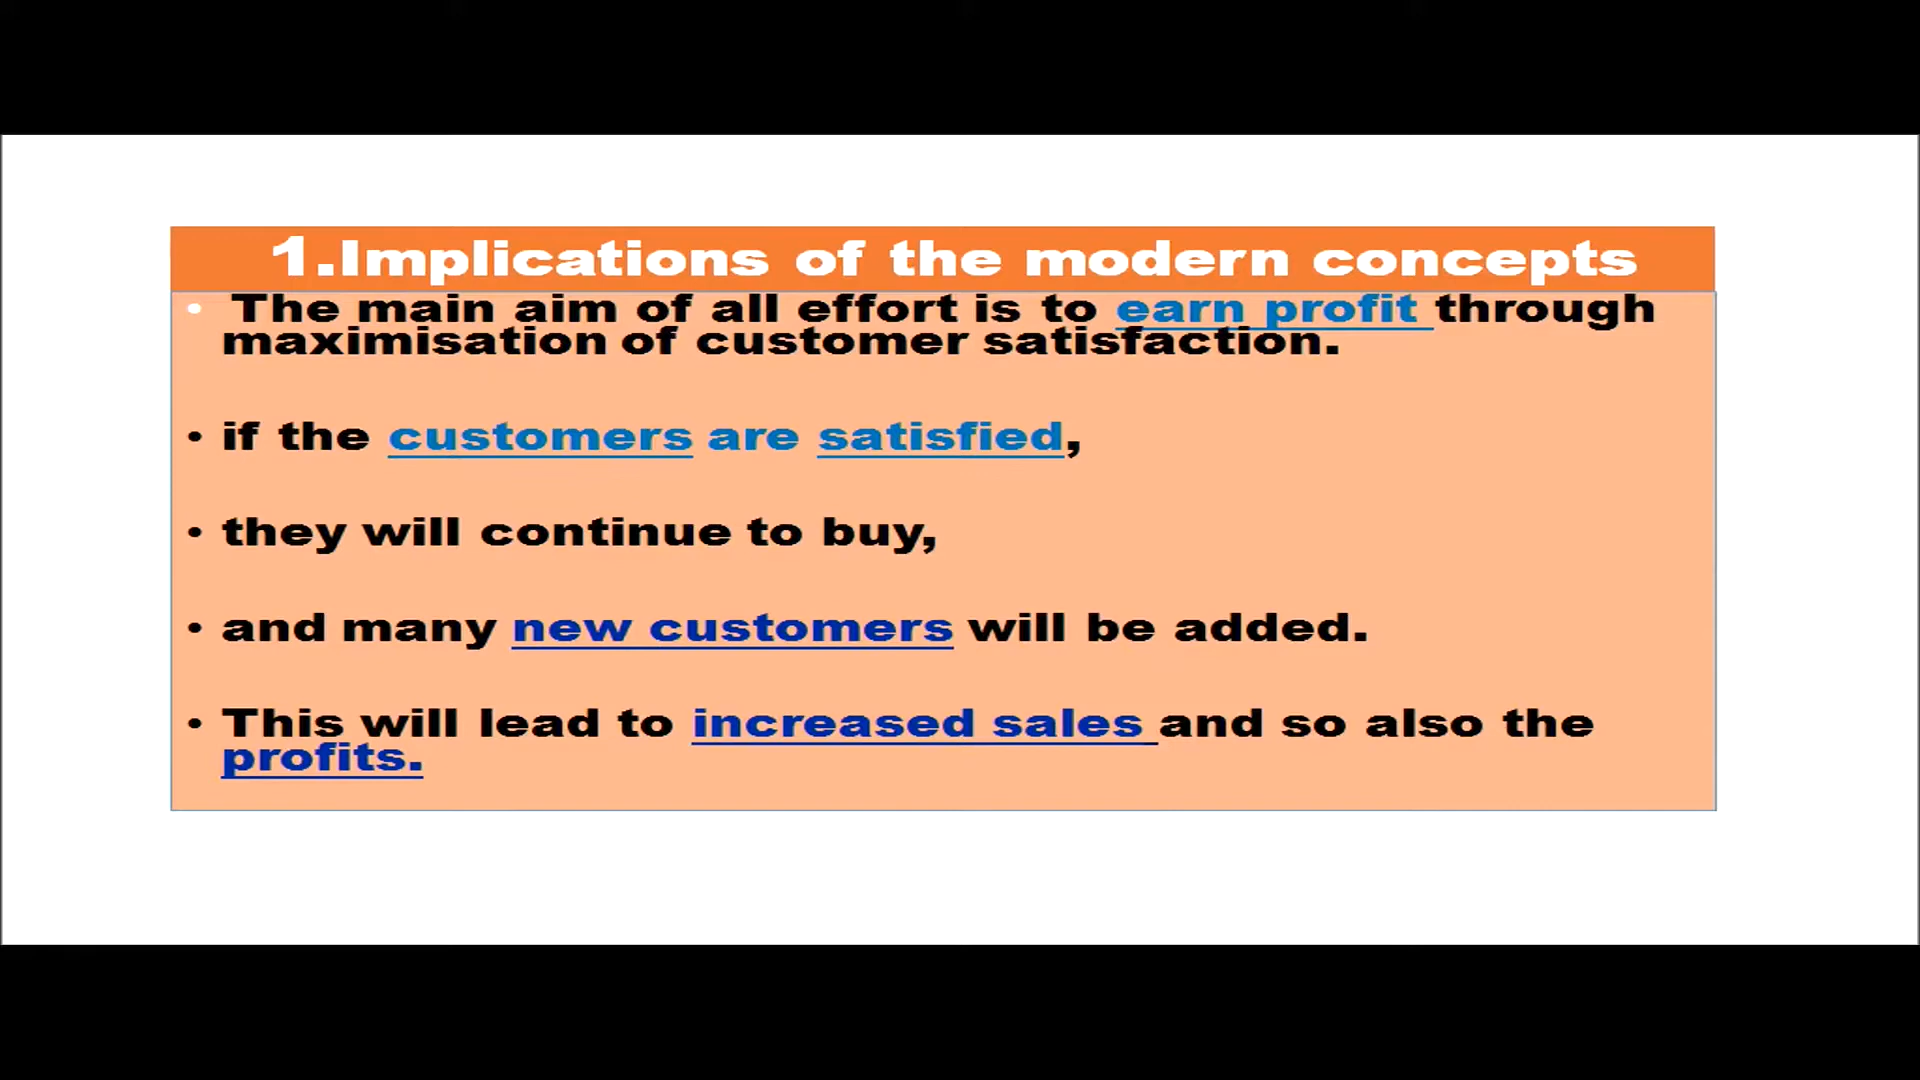 1.Implications of the modern concepts
• The main aim of all effort is to earn profit through
maximisation of customer satisfaction.
• if the customers are satisfied,
• they will continue to buy,
• and many new customers will be added.
• This will lead to increased sales and so also the
profits.